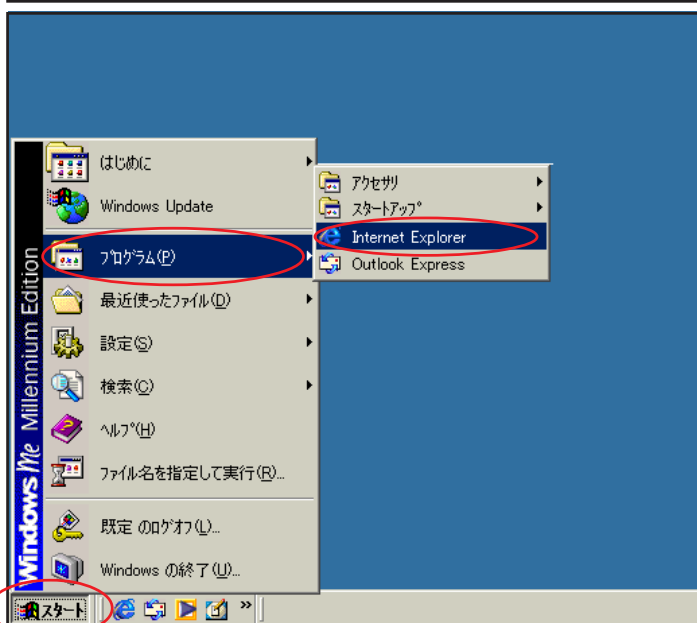 はじめに
Windows Update
プログラム(P)
最近使ったファイル(D)
設定(S)
検索(C)
ヘルプ(H)
ファイル名を指定して実行(R)...
既定 のログオフ(L)...
Windows の終了(U)...
Windows Me Millennium Edition
アクセサリ
スタートアップ
Internet Explorer
Outlook Express
スタート
»